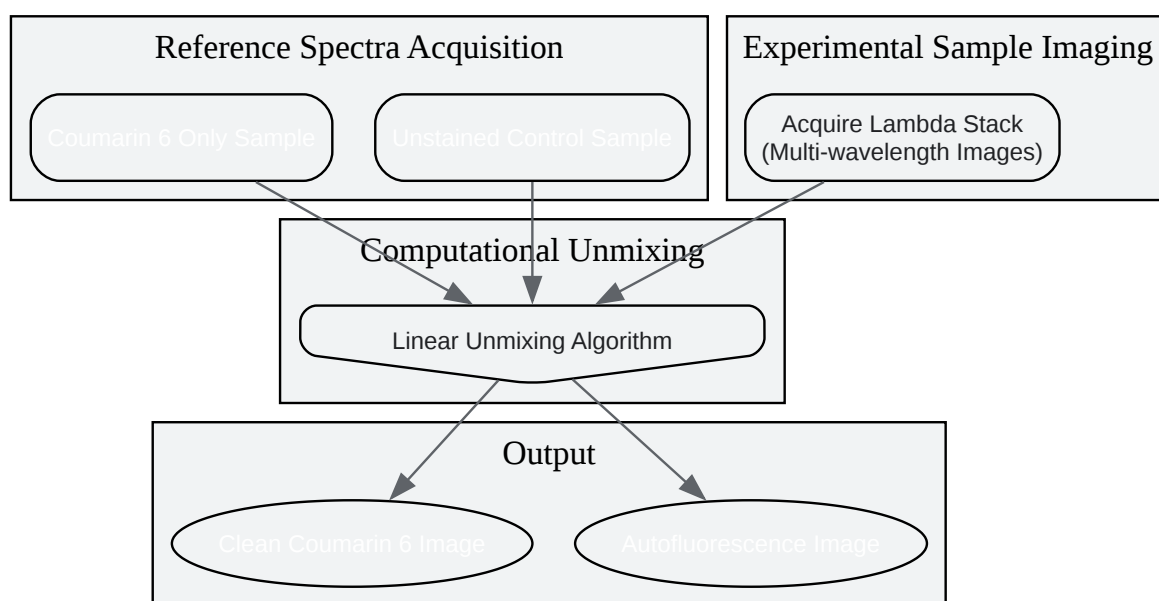 Reference Spectra Acquisition
Experimental Sample Imaging
Coumarin 6 Only Sample
Unstained Control Sample
Acquire Lambda Stack
(Multi-wavelength Images)
Computational Unmixing
Linear Unmixing Algorithm
Output
Clean Coumarin 6 Image
Autofluorescence Image